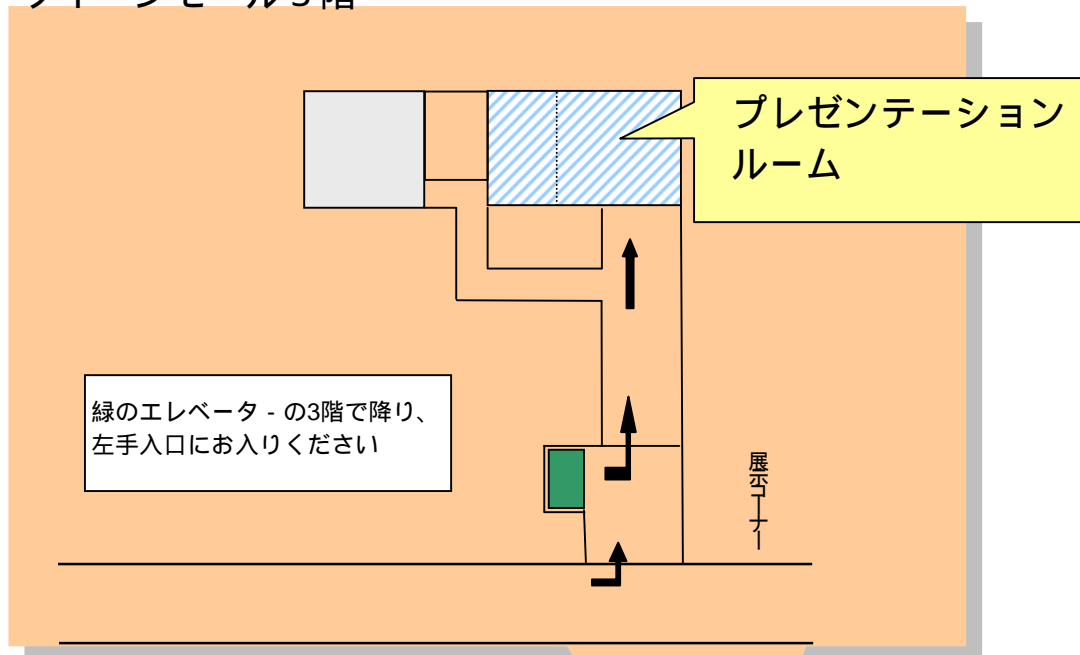 プレゼンテーション
ルーム
緑のエレベータ - の3階で降り、
左手入口にお入りください
展示コーナー